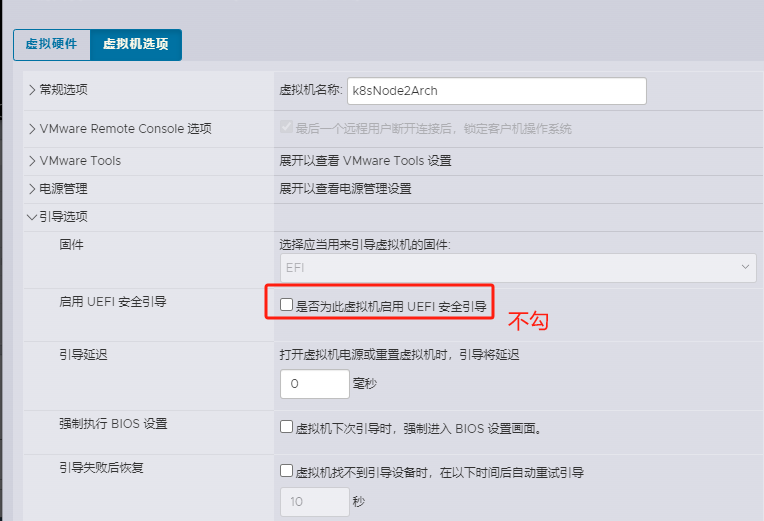 虚拟硬件 虚拟机选项
常规选项 虚拟机名称: k8sNode2Arch
VMware Remote Console 选项 最后一个远程用户断开连接后，锁定客户机操作系统
VMware Tools 展开以查看 VMware Tools 设置
电源管理 展开以查看电源管理设置
引导选项
固件 选择应当用来引导虚拟机的固件:
EFI
启用 UEFI 安全引导 是否为此虚拟机启用 UEFI 安全引导
不勾
引导延迟 打开虚拟机电源或重置虚拟机时，引导将延迟
0 毫秒
强制执行 BIOS 设置 虚拟机下次引导时，强制进入 BIOS 设置画面。
引导失败后恢复 虚拟机找不到引导设备时，在以下时间后自动重试引导
10 秒